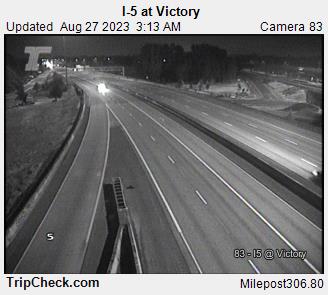 I-5 at Victory
Updated Aug 27 2023 3:13 AM Camera 83
S
83 - I5 @ Victory
TripCheck.com Milepost306.80